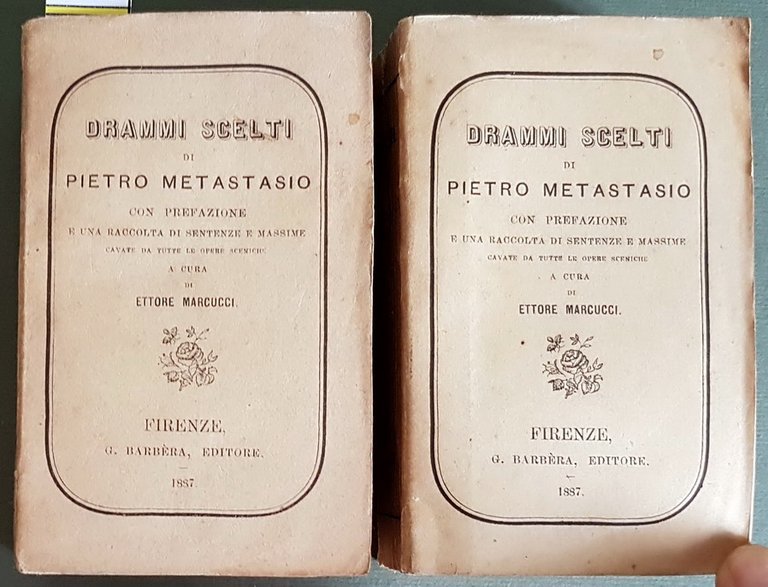 DRAMMI SCELTI
DI
PIETRO METASTASIO
CON PREFAZIONE
E UNA RACCOLTA DI SENTENZE E MASSIME
CAVATE DA TUTTE LE OPERE SCENICHE
A CURA
DI
ETTORE MARCUCCI.
FIRENZE,
G. BARBÈRA, EDITORE.
1887.
DRAMMI SCELTI
DI
PIETRO METASTASIO
CON PREFAZIONE
E UNA RACCOLTA DI SENTENZE E MASSIME
CAVATE DA TUTTE LE OPERE SCENICHE
A CURA
DI
ETTORE MARCUCCI.
FIRENZE,
G. BARBÈRA, EDITORE.
1887.